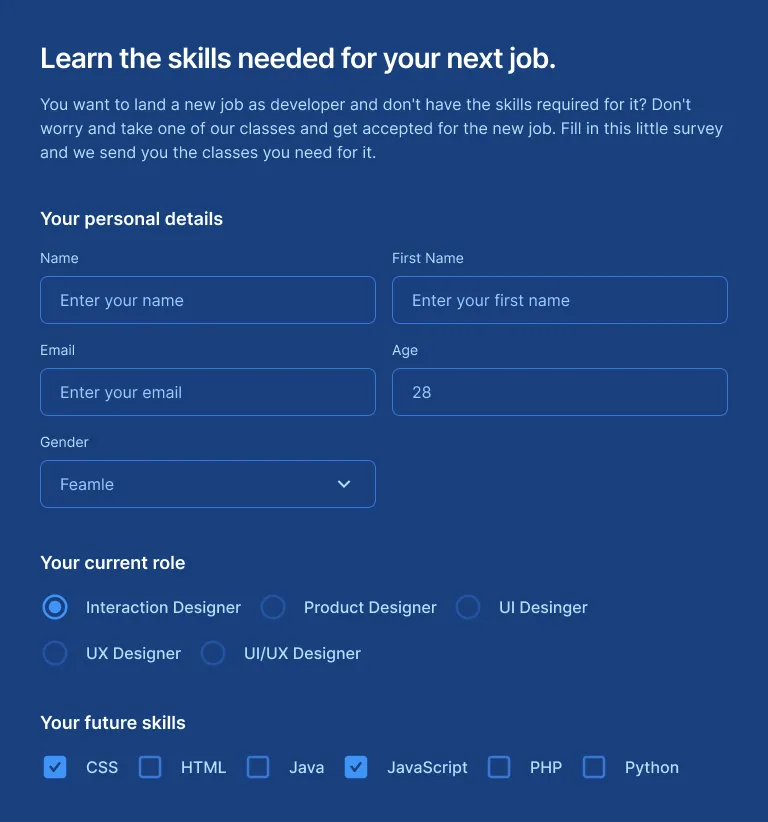 Learn the skills needed for your next job.
You want to land a new job as developer and don't have the skills required for it? Don't
worry and take one of our classes and get accepted for the new job. Fill in this little survey
and we send you the classes you need for it.
Your personal details
Name First Name
Enter your name Enter your first name
Email Age
Enter your email 28
Gender
Feamle
Your current role
Interaction Designer Product Designer UI Desinger
UX Designer UI/UX Designer
Your future skills
CSS HTML Java JavaScript PHP Python